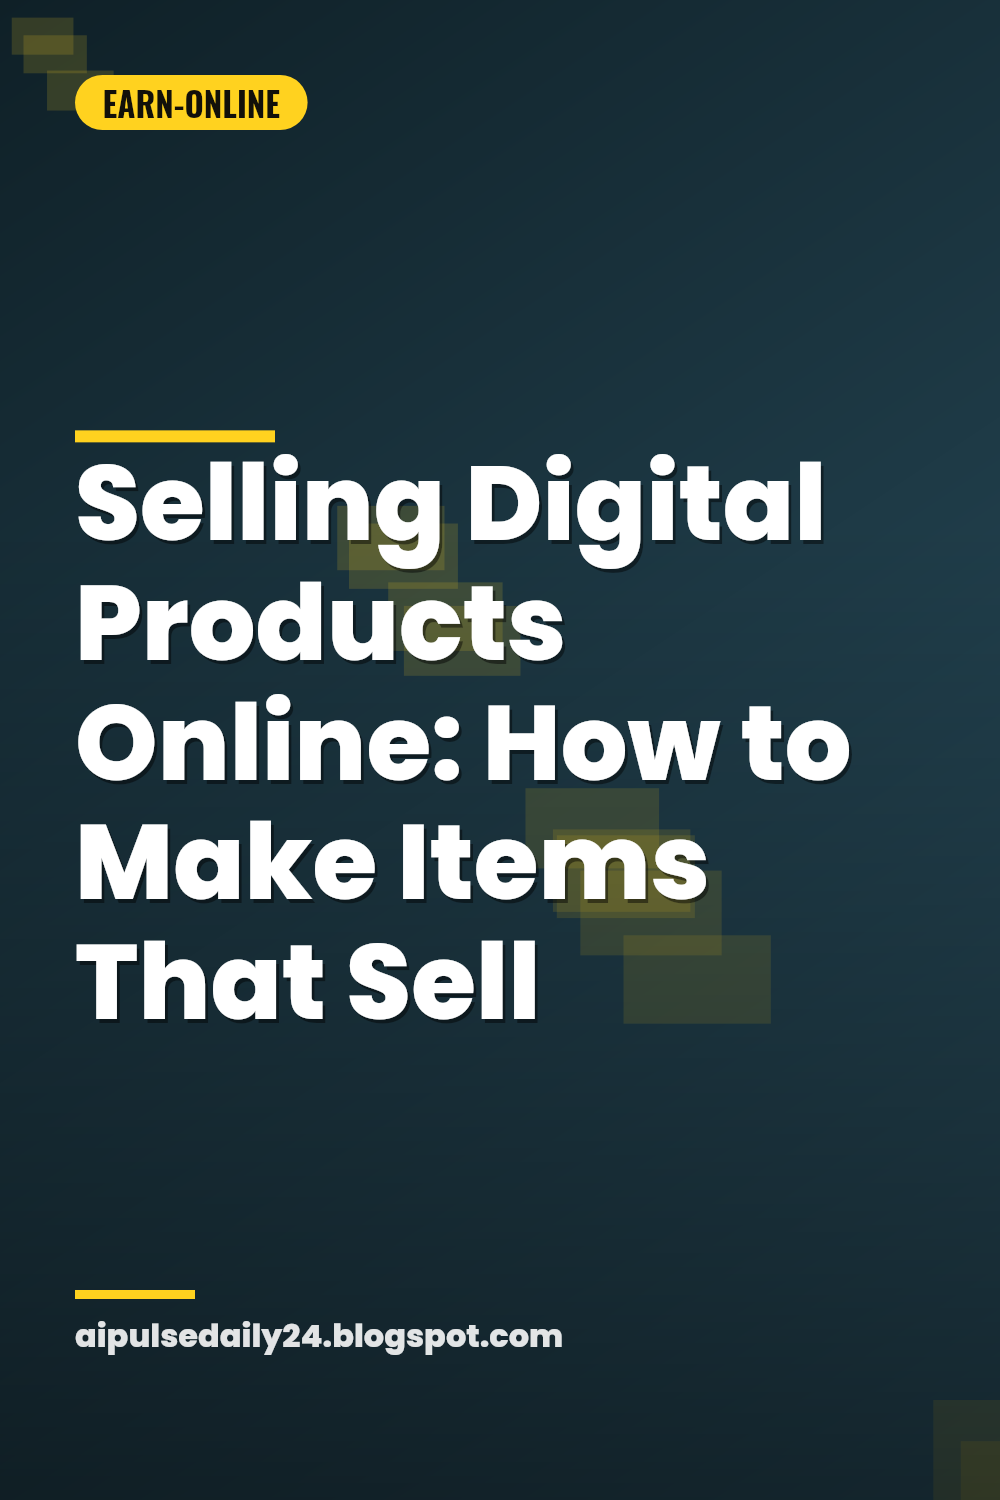 EARN-ONLINE
Selling Digital
Products
Online: How to
Make Items
That Sell
aipulsedaily24.blogspot.com